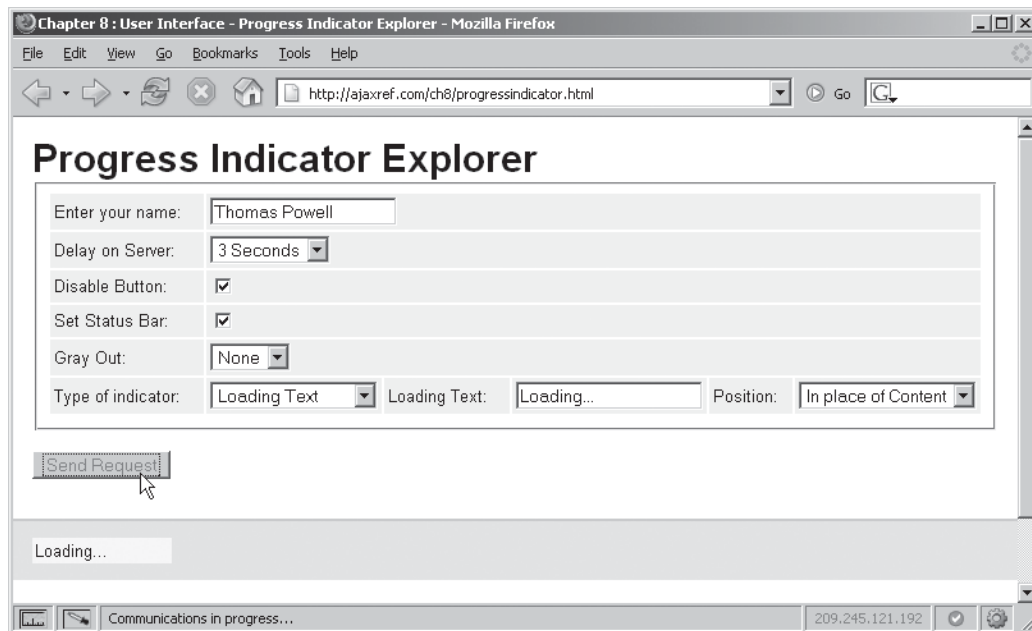 Chapter 8 : User Interface - Progress Indicator Explorer - Mozilla Firefox
File Edit View Go Bookmarks Tools Help
http://ajaxref.com/ch8/progressindicator.html Go G
Progress Indicator Explorer
Enter your name: Thomas Powell
Delay on Server: 3 Seconds
Disable Button:
Set Status Bar:
Gray Out: None
Type of indicator: Loading Text Loading Text: Loading... Position: In place of Content
Send Request
Loading...
Communications in progress... 209.245.121.192